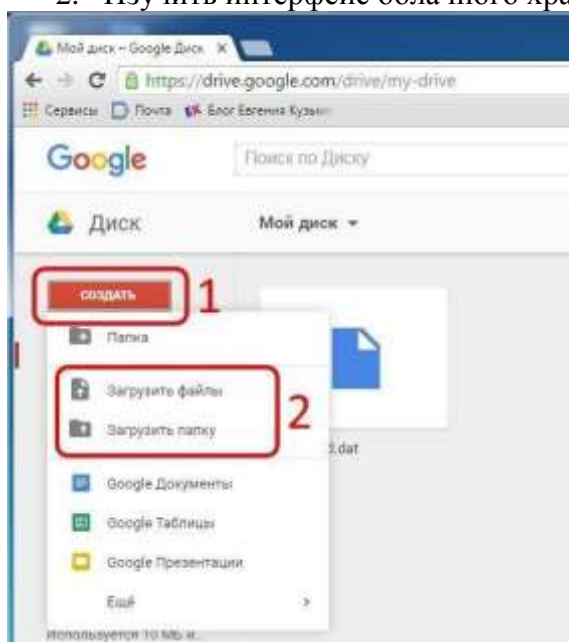 2. Изучить интерфейс облачного хра
Мой диск – Google Диск
https://drive.google.com/drive/my-drive
Сервисы Почта Блог Евгения Кузьм
Google Поиск по Диску
Диск Мой диск
СОЗДАТЬ 1
Папка
Загрузить файлы
Загрузить папку
2
d.dat
Google Документы
Google Таблицы
Google Презентации
Ещё
Используется 10 МБ и...